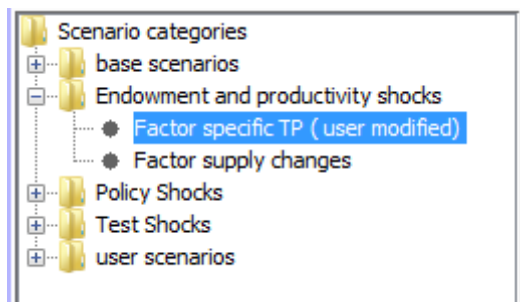 Scenario categories
base scenarios
Endowment and productivity shocks
Factor specific TP ( user modified)
Factor supply changes
Policy Shocks
Test Shocks
user scenarios